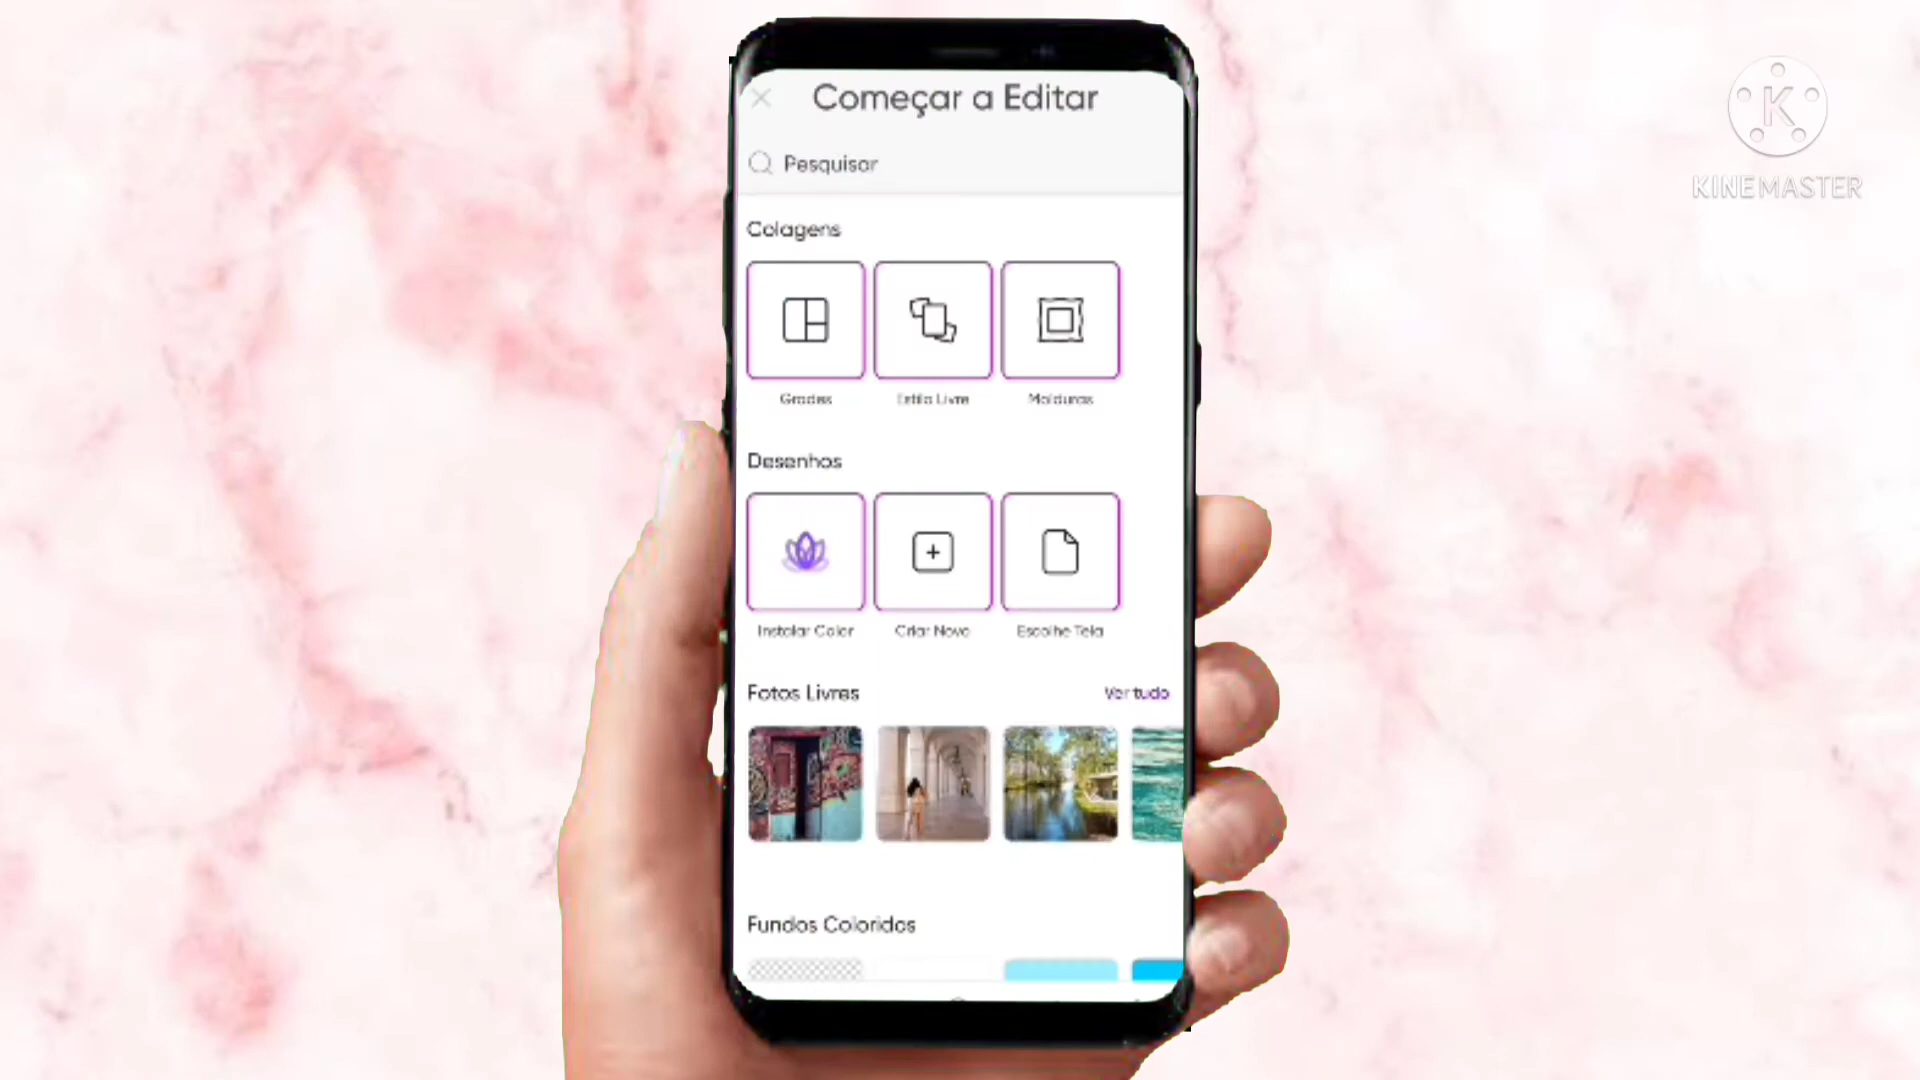 Começar a Editar
K
KINEMASTER
Pesquisar
Colagens
Grades
Estilo Livre
Molduras
Desenhos
Instalar Color
Criar Novo
Escolhe Tela
Fotos Livres
Ver tudo
Fundos Coloridos